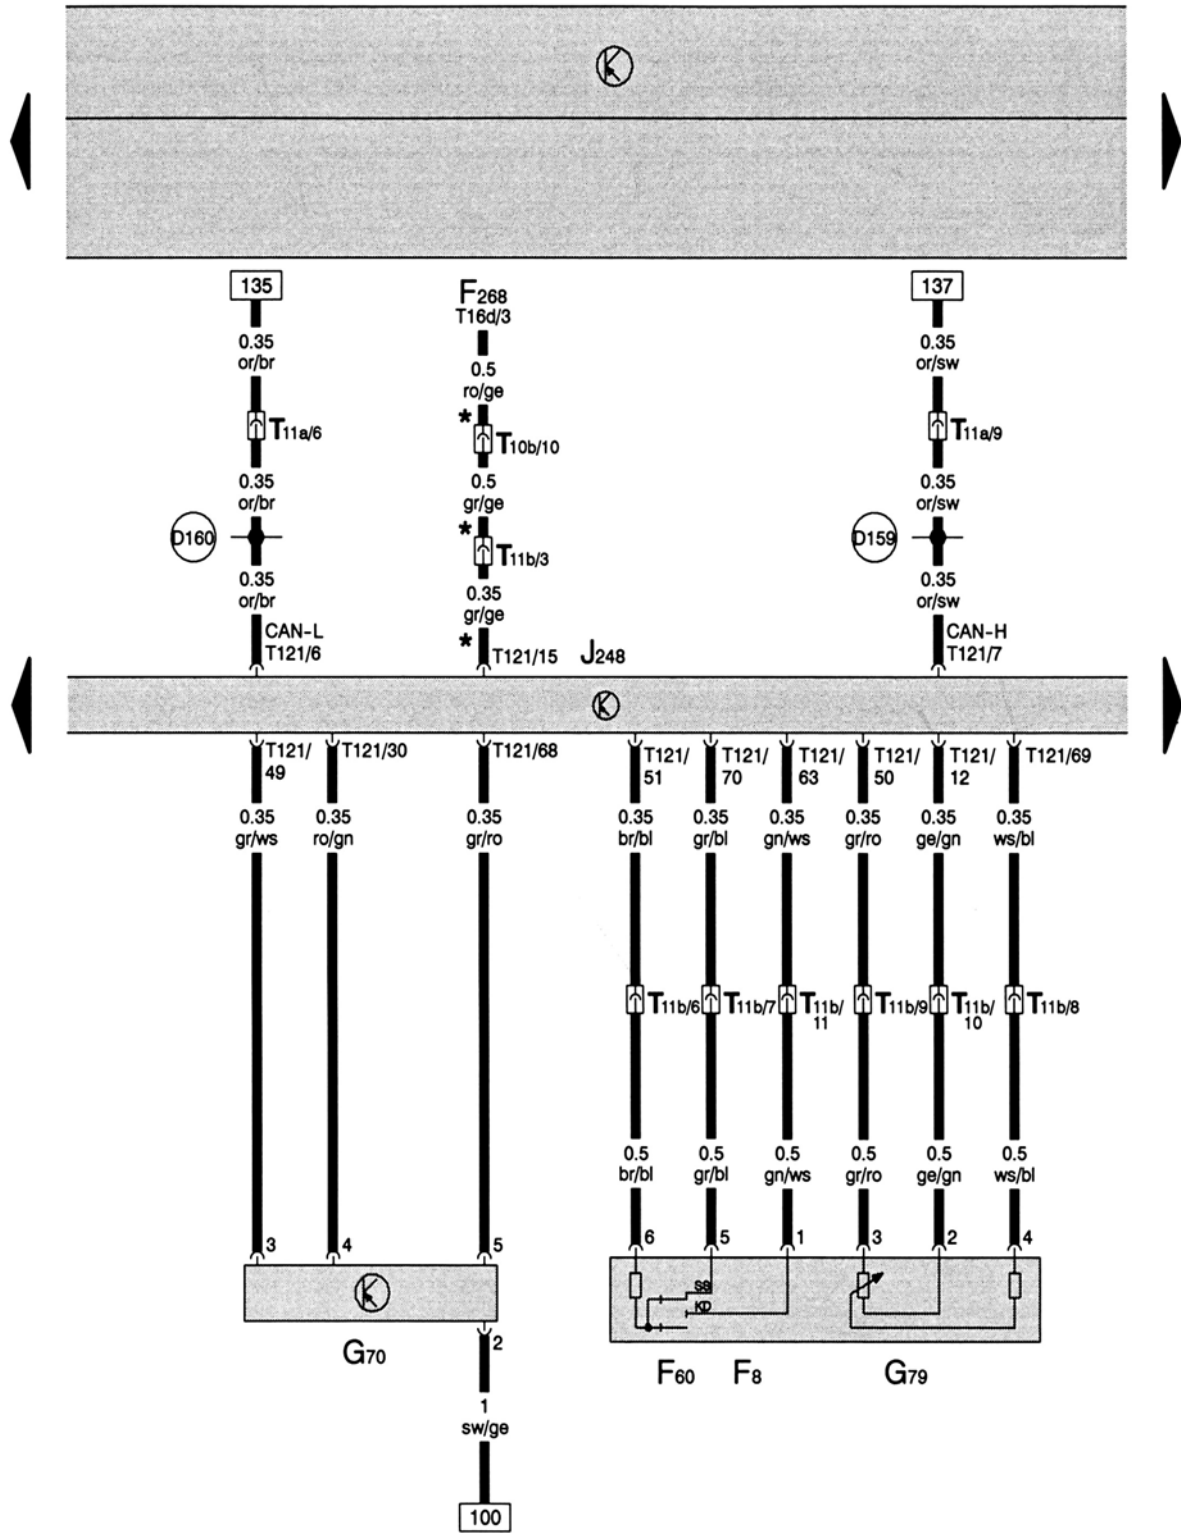 135
F268
137
T16d/3
0.35
or/br
0.5
ro/ge
0.35
or/sw
T11a/6
*
T10b/10
T11a/9
0.35
or/br
0.5
gr/ge
0.35
or/sw
D160
*
T11b/3
D159
0.35
or/br
0.35
gr/ge
0.35
or/sw
CAN-L
T121/6
*
T121/15
J248
CAN-H
T121/7
T121/
49
T121/30
T121/68
T121/
51
T121/
70
T121/
63
T121/
50
T121/
12
T121/69
0.35
gr/ws
0.35
ro/gn
0.35
gr/ro
0.35
br/bl
0.35
gr/bl
0.35
gn/ws
0.35
gr/ro
0.35
ge/gn
0.35
ws/bl
T11b/6
T11b/7
T11b/
11
T11b/9
T11b/
10
T11b/8
0.5
br/bl
0.5
gr/bl
0.5
gn/ws
0.5
gr/ro
0.5
ge/gn
0.5
ws/bl
3
4
5
6
5
1
3
2
4
KD
G70
2
F60
F8
G79
1
sw/ge
100